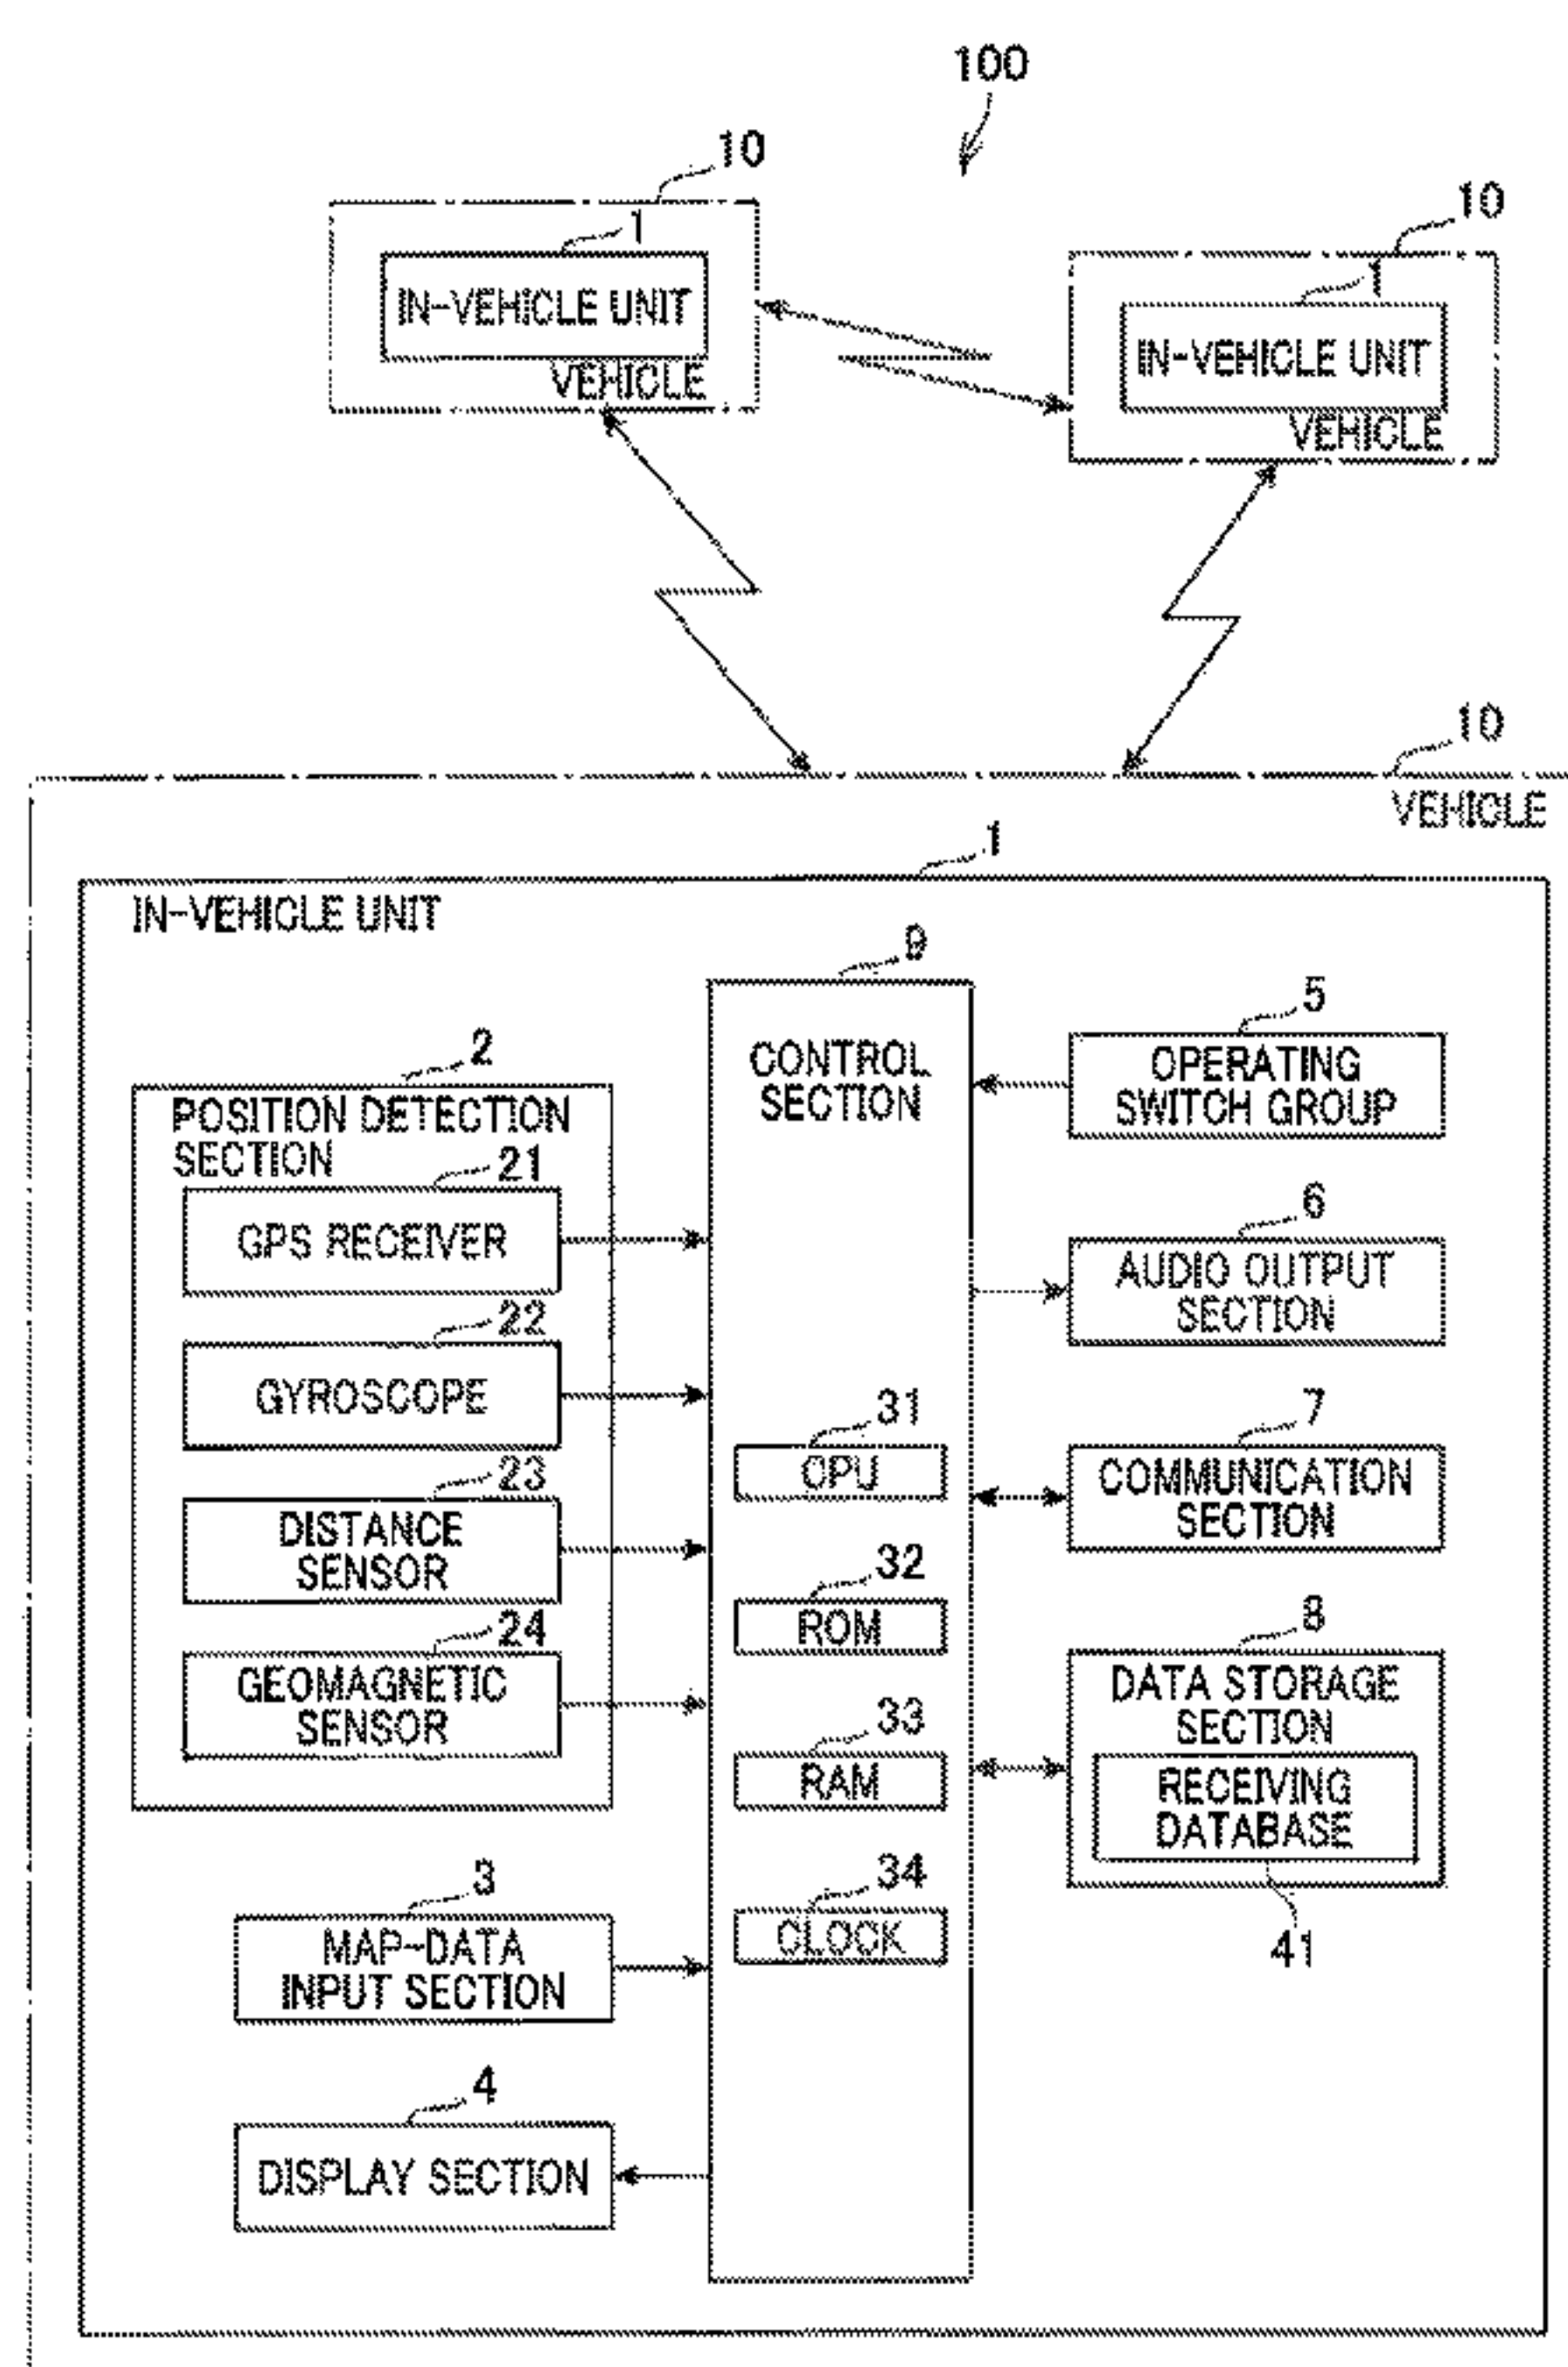 100
10
1
IN-VEHICLE UNIT
VEHICLE
10
1
IN-VEHICLE UNIT
VEHICLE
10
VEHICLE
1
IN-VEHICLE UNIT
9
CONTROL
SECTION
2
POSITION DETECTION
SECTION
21
GPS RECEIVER
22
GYROSCOPE
23
DISTANCE
SENSOR
24
GEOMAGNETIC
SENSOR
3
MAP-DATA
INPUT SECTION
4
DISPLAY SECTION
31
CPU
32
ROM
33
RAM
34
CLOCK
5
OPERATING
SWITCH GROUP
6
AUDIO OUTPUT
SECTION
7
COMMUNICATION
SECTION
8
DATA STORAGE
SECTION
RECEIVING
DATABASE
41